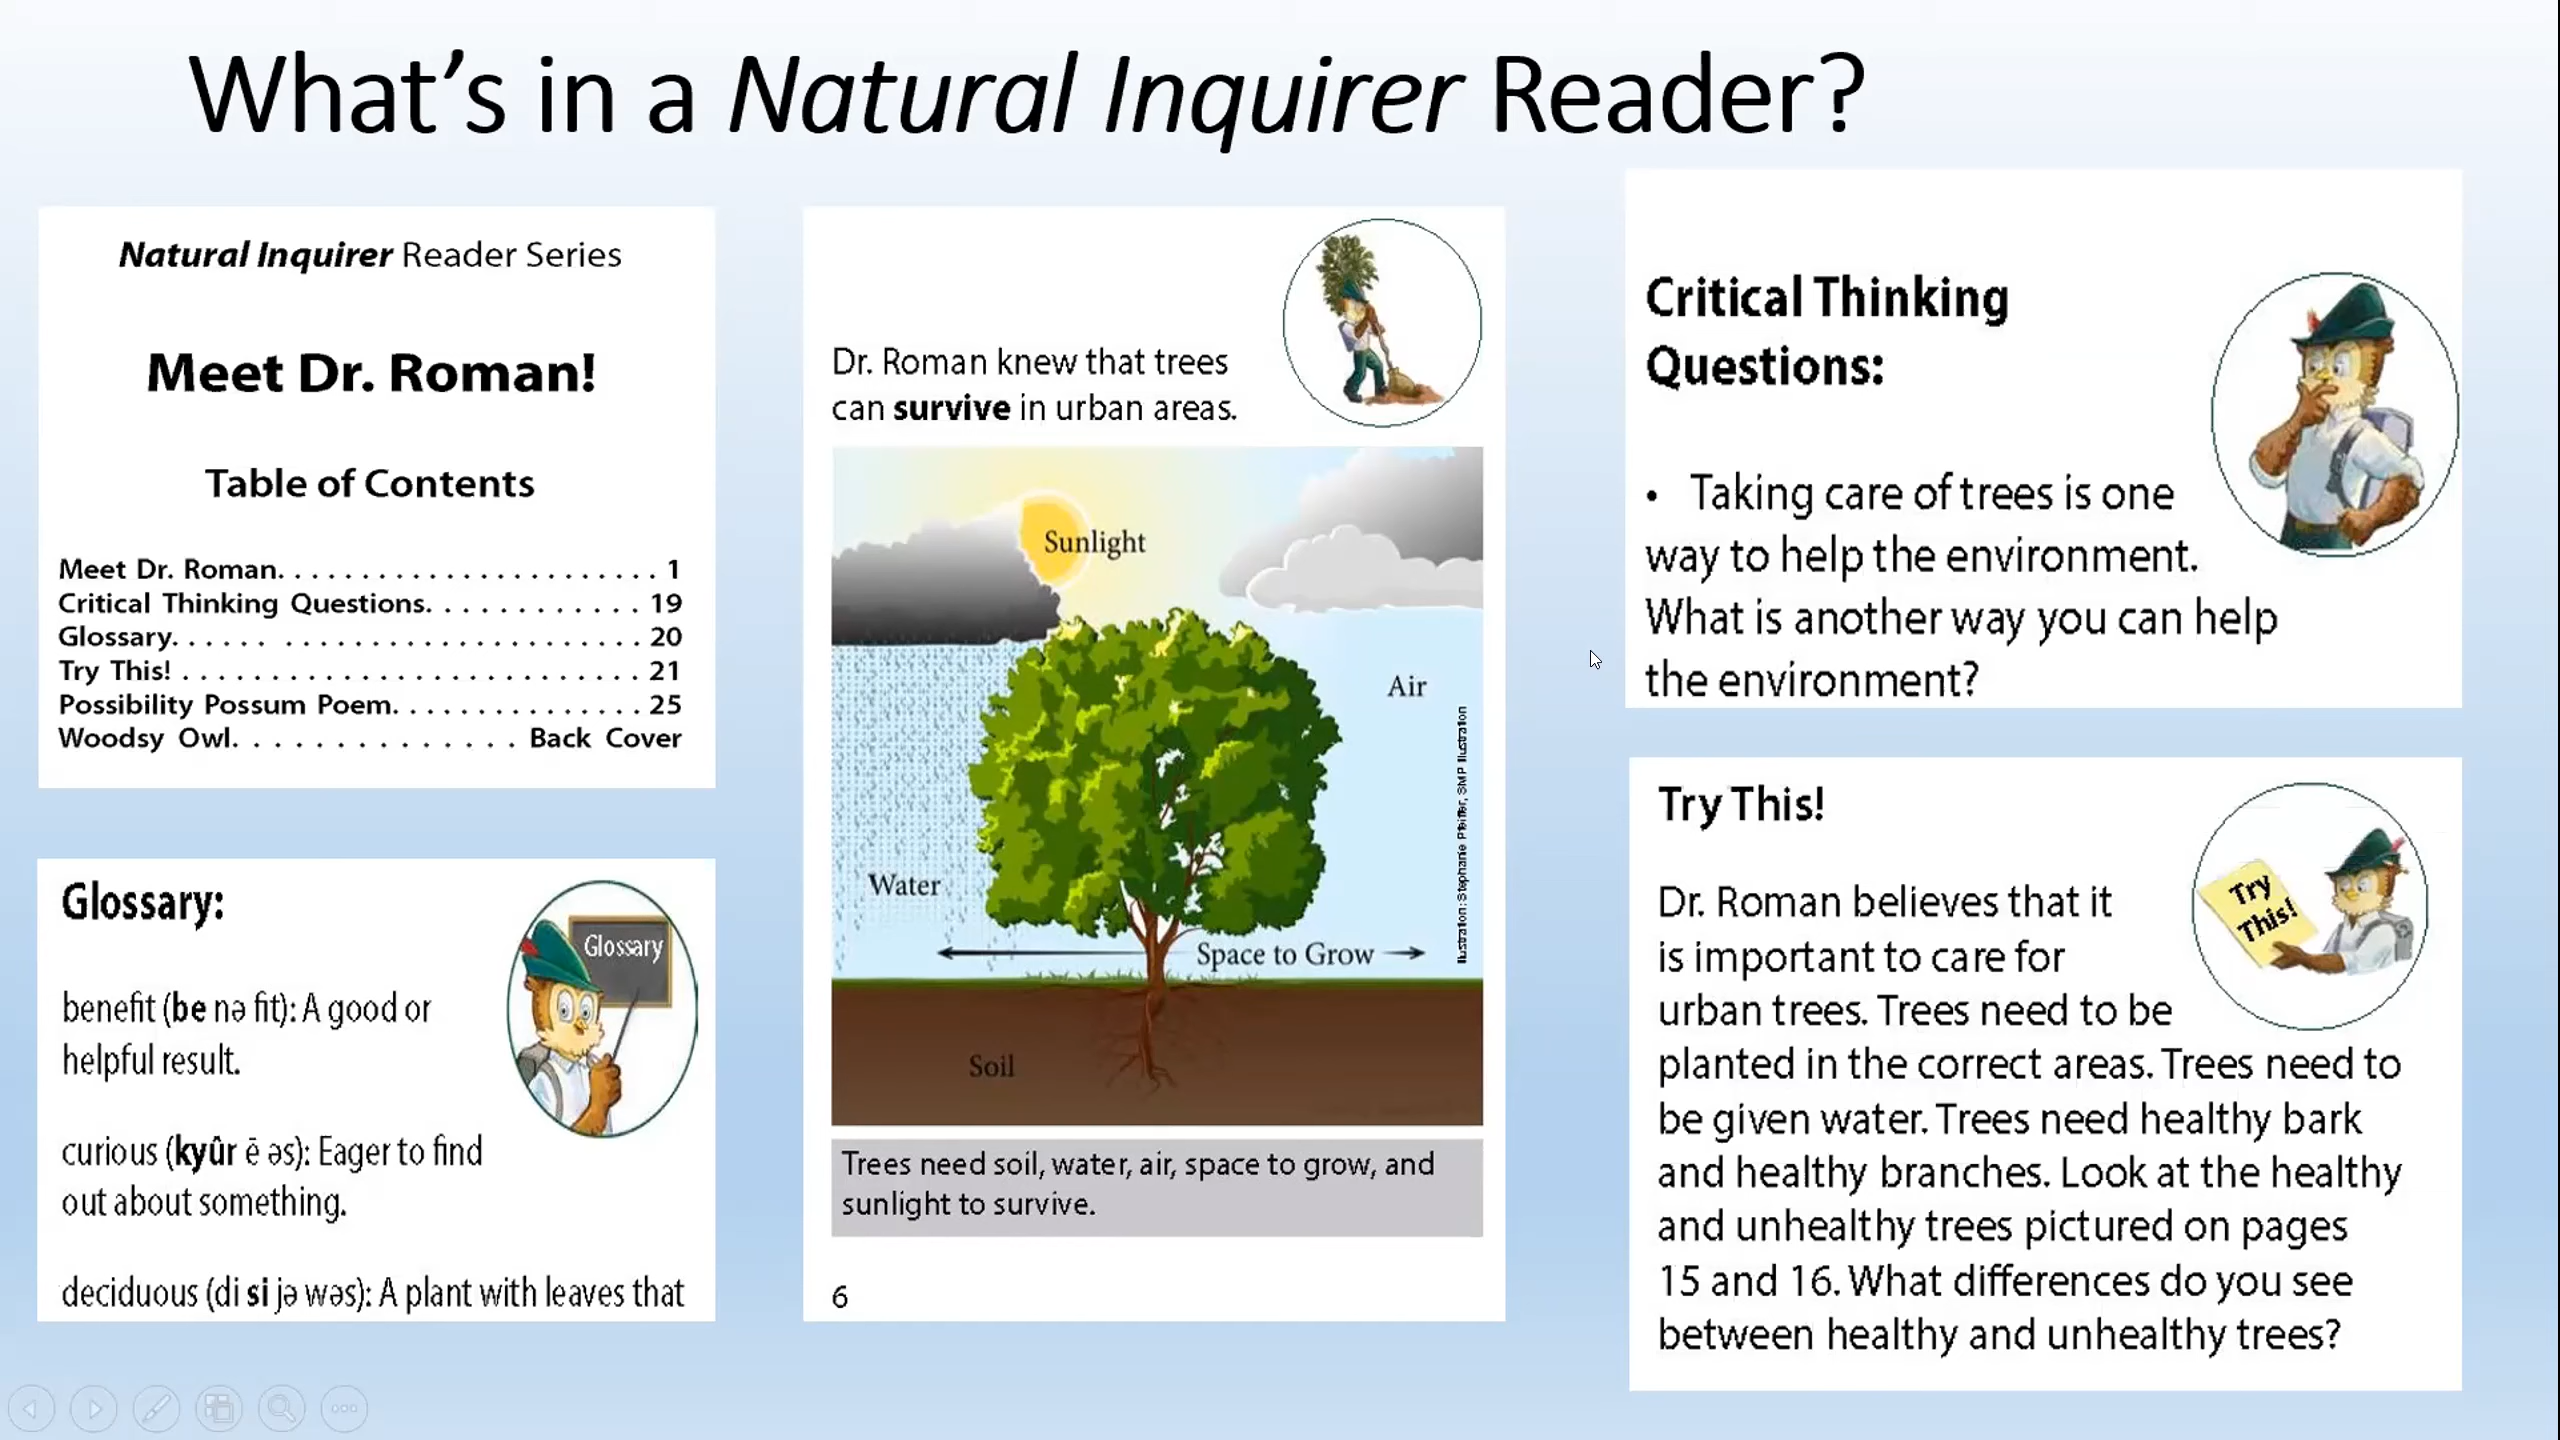 What's in a Natural Inquirer Reader?
Natural Inquirer Reader Series
Meet Dr. Roman!
Table of Contents
Meet Dr. Roman. . . . . . . . . . . . . . . . . . . . . . . 1
Critical Thinking Questions. . . . . . . . . . . . 19
Glossary. . . . . . . . . . . . . . . . . . . . . . . . . . . 20
Try This! . . . . . . . . . . . . . . . . . . . . . . . . . . 21
Possibility Possum Poem. . . . . . . . . . . . . . . 25
Woodsy Owl. . . . . . . . . . . . . . Back Cover
Glossary:
Glossary
benefit (be nə fit): A good or
helpful result.
curious (kyûr ē əs): Eager to find
out about something.
deciduous (di si jə wəs): A plant with leaves that
Dr. Roman knew that trees
can survive in urban areas.
Sunlight
Air
Water
Space to Grow
Soil
Illustration: Stephanie Pfeiffer, SMP Illustration
Trees need soil, water, air, space to grow, and
sunlight to survive.
6
Critical Thinking
Questions:
• Taking care of trees is one
way to help the environment.
What is another way you can help
the environment?
Try This!
Try
This!
Dr. Roman believes that it
is important to care for
urban trees. Trees need to be
planted in the correct areas. Trees need to
be given water. Trees need healthy bark
and healthy branches. Look at the healthy
and unhealthy trees pictured on pages
15 and 16. What differences do you see
between healthy and unhealthy trees?